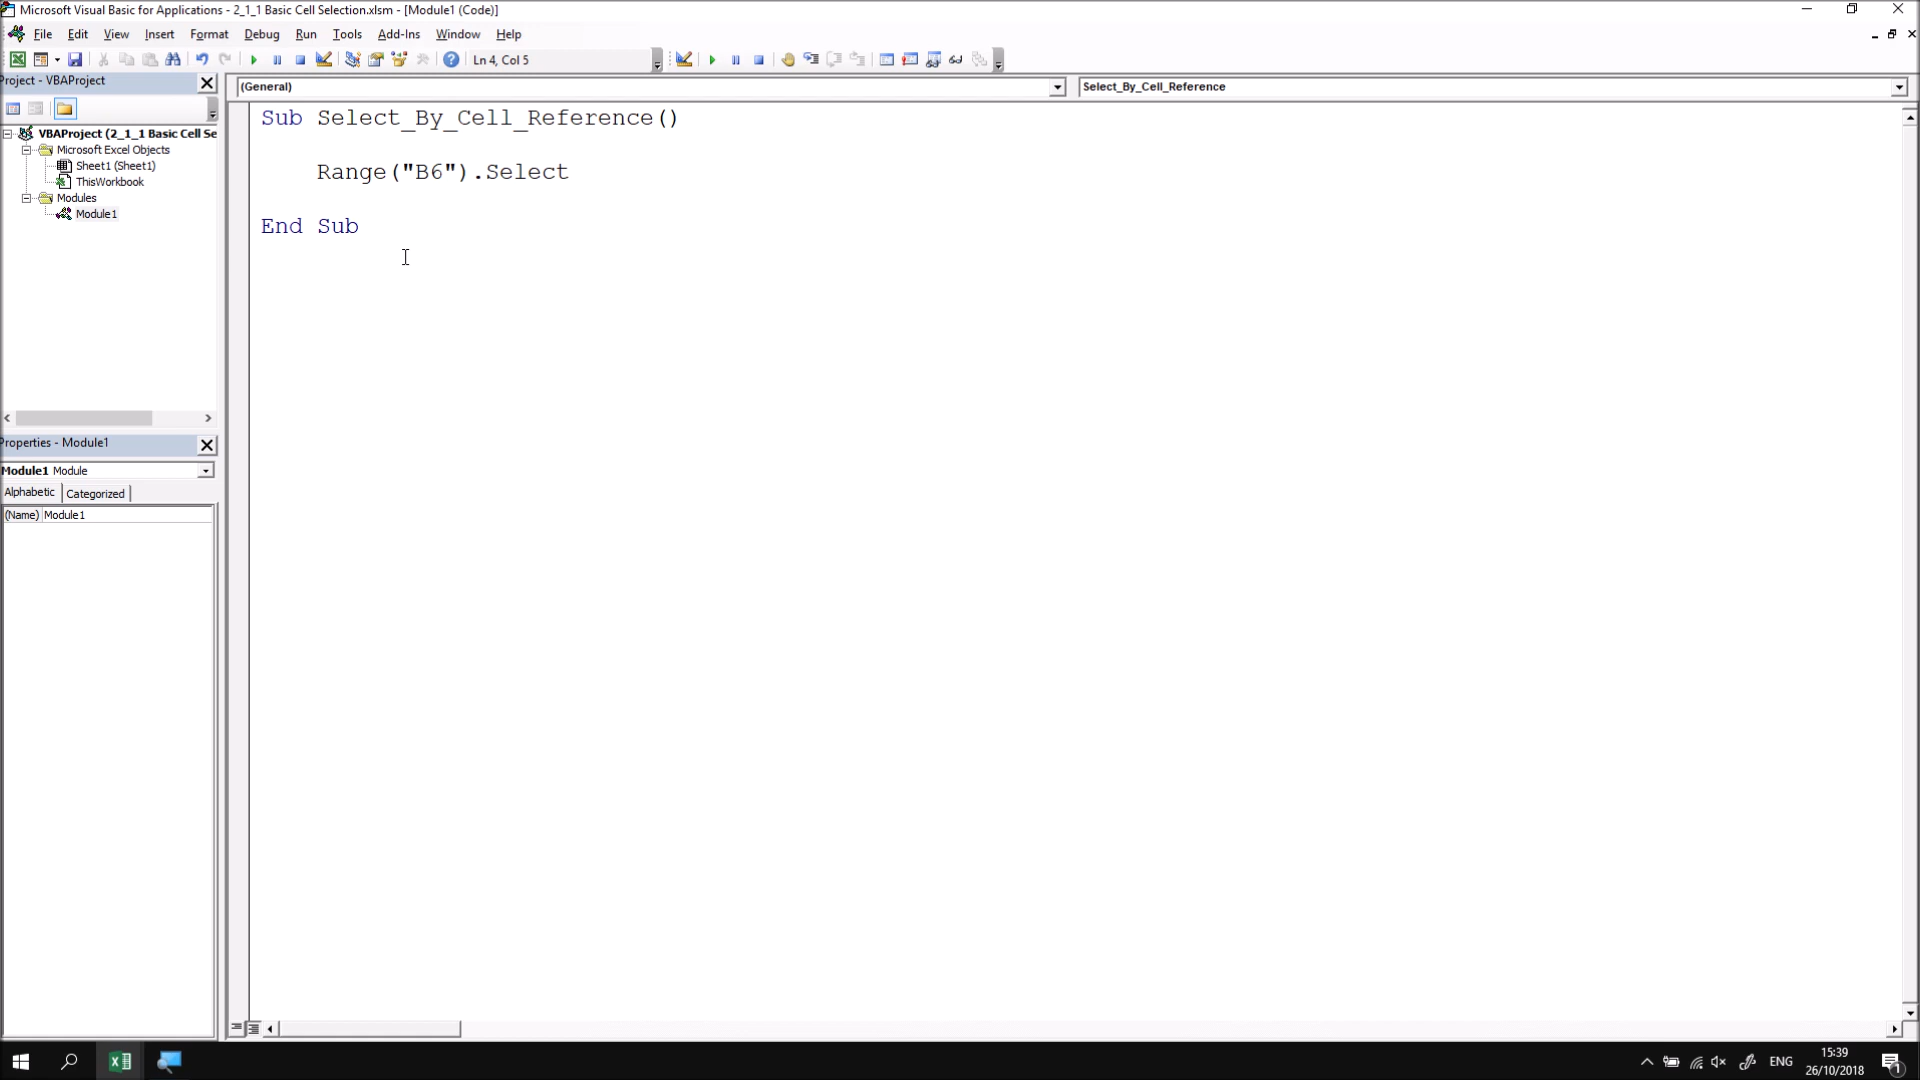 Microsoft Visual Basic for Applications - 2_1_1 Basic Cell Selection.xlsm - [Module1 (Code)]
File Edit View Insert Format Debug Run Tools Add-Ins Window Help
Ln 4, Col 5
Project - VBAProject
(General)
Select_By_Cell_Reference
VBAProject (2_1_1 Basic Cell Se
Microsoft Excel Objects
Sheet1 (Sheet1)
ThisWorkbook
Modules
Module1
Sub Select_By_Cell_Reference()
Range("B6").Select
End Sub
Properties - Module1
Module1 Module
Alphabetic Categorized
(Name) Module1
ENG
15:39
26/10/2018
1